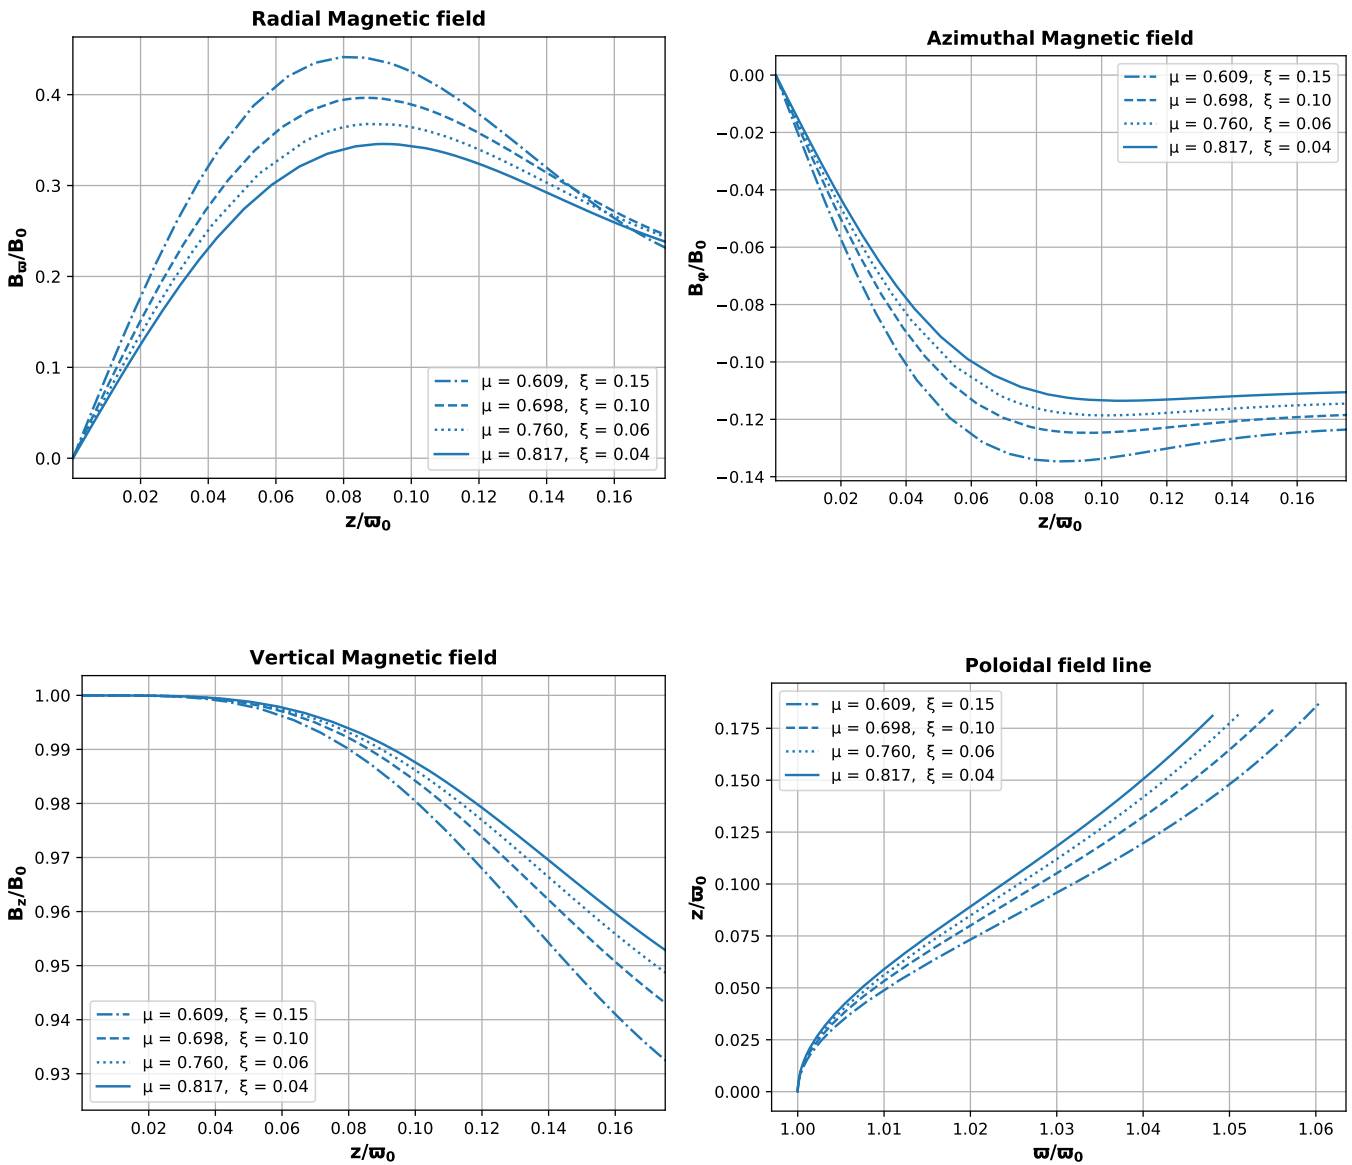 Radial Magnetic field
B_ϖ/B_0
0.4
0.3
0.2
0.1
0.0
μ = 0.609, ξ = 0.15
μ = 0.698, ξ = 0.10
μ = 0.760, ξ = 0.06
μ = 0.817, ξ = 0.04
0.02 0.04 0.06 0.08 0.10 0.12 0.14 0.16
z/ϖ_0
Azimuthal Magnetic field
B_φ/B_0
0.00
−0.02
−0.04
−0.06
−0.08
−0.10
−0.12
−0.14
μ = 0.609, ξ = 0.15
μ = 0.698, ξ = 0.10
μ = 0.760, ξ = 0.06
μ = 0.817, ξ = 0.04
0.02 0.04 0.06 0.08 0.10 0.12 0.14 0.16
z/ϖ_0
Vertical Magnetic field
B_z/B_0
1.00
0.99
0.98
0.97
0.96
0.95
0.94
0.93
μ = 0.609, ξ = 0.15
μ = 0.698, ξ = 0.10
μ = 0.760, ξ = 0.06
μ = 0.817, ξ = 0.04
0.02 0.04 0.06 0.08 0.10 0.12 0.14 0.16
z/ϖ_0
Poloidal field line
z/ϖ_0
0.175
0.150
0.125
0.100
0.075
0.050
0.025
0.000
μ = 0.609, ξ = 0.15
μ = 0.698, ξ = 0.10
μ = 0.760, ξ = 0.06
μ = 0.817, ξ = 0.04
1.00 1.01 1.02 1.03 1.04 1.05 1.06
ϖ/ϖ_0